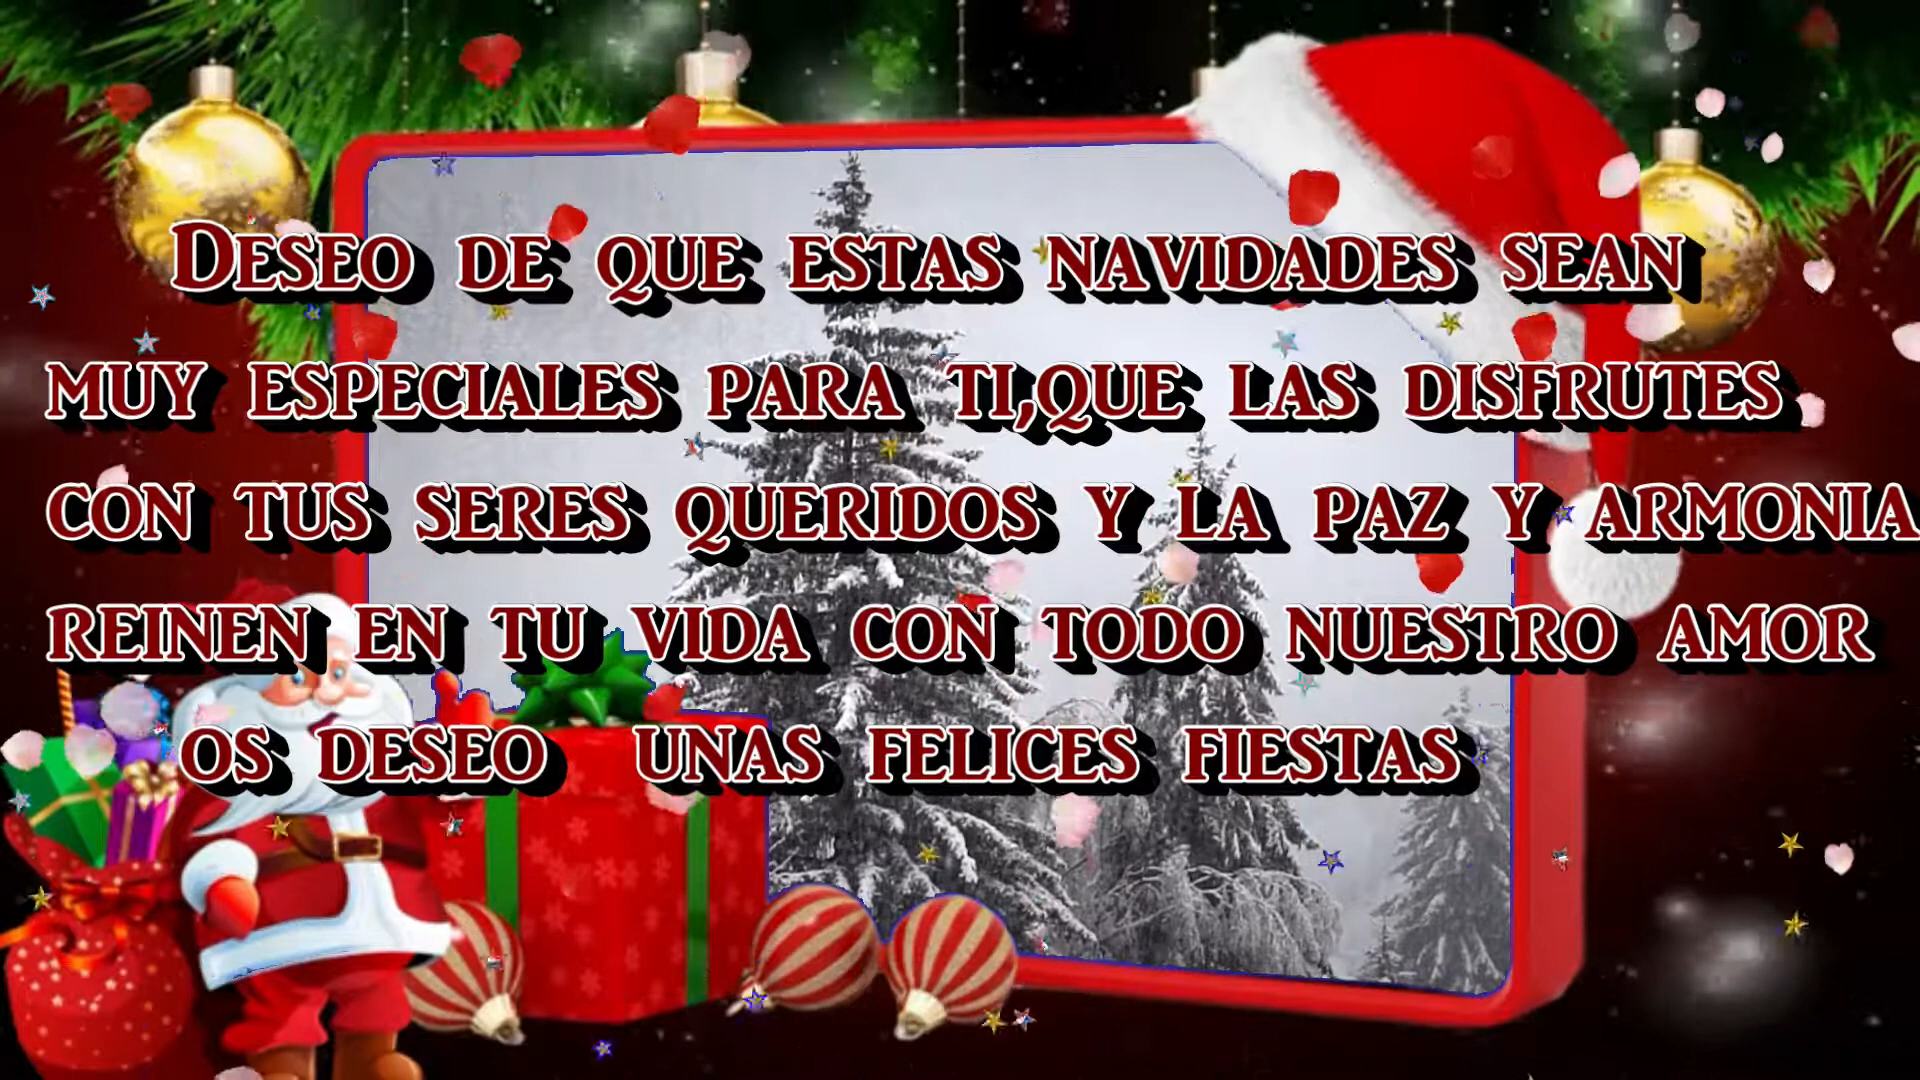 Deseo de que estas navidades sean
muy especiales para ti,que las disfrutes
con tus seres queridos y la paz y armonia
reinen en tu vida con todo nuestro amor
os deseo unas felices fiestas